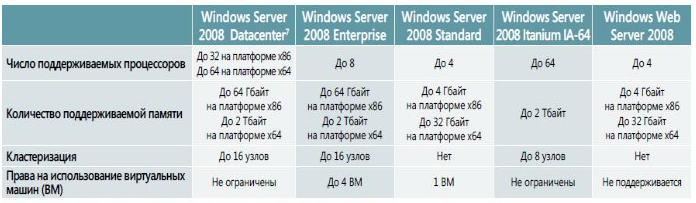 Windows Server 2008 Datacenter⁷
Windows Server 2008 Enterprise
Windows Server 2008 Standard
Windows Server 2008 Itanium IA-64
Windows Web Server 2008
Число поддерживаемых процессоров
До 32 на платформе x86
До 64 на платформе x64
До 8
До 4
До 64
До 4
Количество поддерживаемой памяти
До 64 Гбайт
на платформе x86
До 2 Тбайт
на платформе x64
До 64 Гбайт
на платформе x86
До 2 Тбайт
на платформе x64
До 4 Гбайт
на платформе x86
До 32 Гбайт
на платформе x64
До 2 Тбайт
До 4 Гбайт
на платформе x86
До 32 Гбайт
на платформе x64
Кластеризация
До 16 узлов
До 16 узлов
Нет
До 8 узлов
Нет
Права на использование виртуальных
машин (ВМ)
Не ограничены
До 4 ВМ
1 ВМ
Не ограничены
Не поддерживается